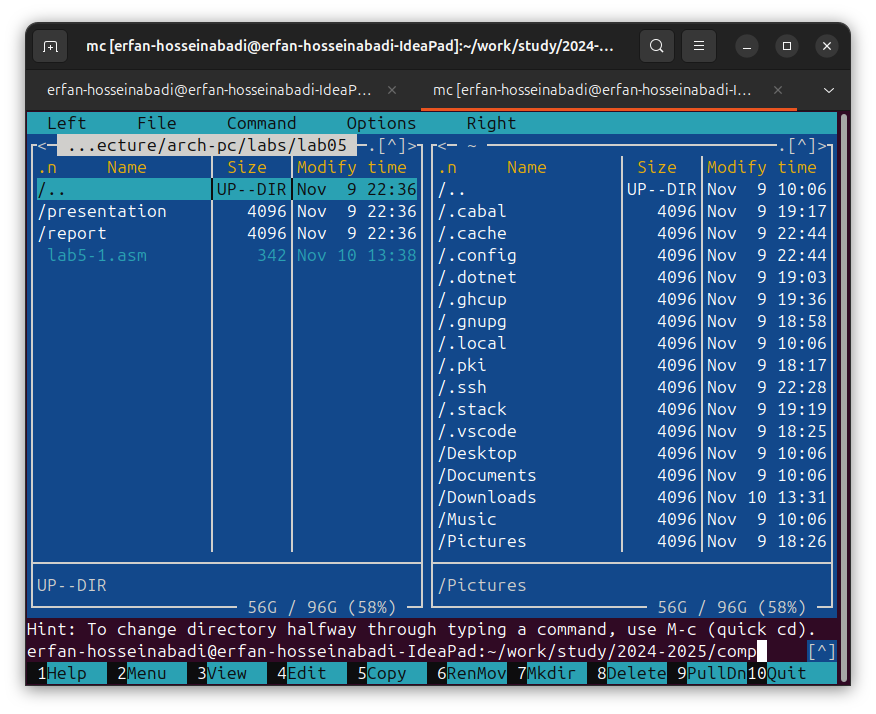 mc [erfan-hosseinabadi@erfan-hosseinabadi-IdeaPad]:~/work/study/2024-...
erfan-hosseinabadi@erfan-hosseinabadi-IdeaP...
mc [erfan-hosseinabadi@erfan-hosseinabadi-I...
Left File Command Options Right
<─ ...ecture/arch-pc/labs/lab05 ─.[^]>
.n Name Size Modify time
/.. UP--DIR Nov 9 22:36
/presentation 4096 Nov 9 22:36
/report 4096 Nov 9 22:36
lab5-1.asm 342 Nov 10 13:38
UP--DIR
56G / 96G (58%)
<─ ~ ─.[^]>
.n Name Size Modify time
/.. UP--DIR Nov 9 10:06
/.cabal 4096 Nov 9 19:17
/.cache 4096 Nov 9 22:44
/.config 4096 Nov 9 22:44
/.dotnet 4096 Nov 9 19:03
/.ghcup 4096 Nov 9 19:36
/.gnupg 4096 Nov 9 18:58
/.local 4096 Nov 9 10:06
/.pki 4096 Nov 9 18:17
/.ssh 4096 Nov 9 22:28
/.stack 4096 Nov 9 19:19
/.vscode 4096 Nov 9 18:25
/Desktop 4096 Nov 9 10:06
/Documents 4096 Nov 9 10:06
/Downloads 4096 Nov 10 13:31
/Music 4096 Nov 9 10:06
/Pictures 4096 Nov 9 18:26
/Pictures
56G / 96G (58%)
Hint: To change directory halfway through typing a command, use M-c (quick cd).
erfan-hosseinabadi@erfan-hosseinabadi-IdeaPad:~/work/study/2024-2025/comp [^]
1Help 2Menu 3View 4Edit 5Copy 6RenMov 7Mkdir 8Delete 9PullDn 10Quit